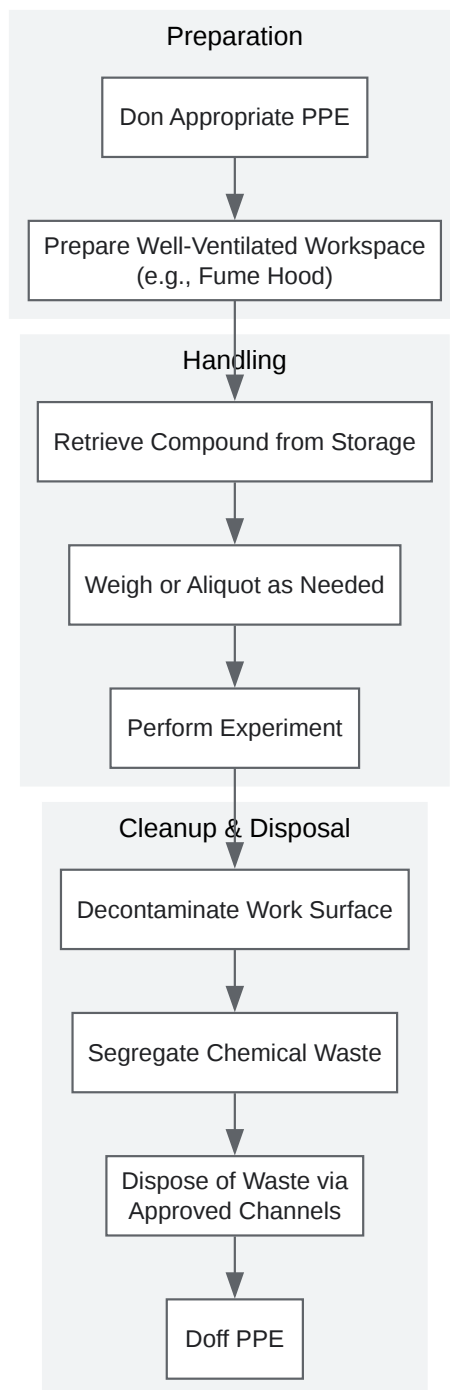 Preparation
Don Appropriate PPE
Prepare Well-Ventilated Workspace
(e.g., Fume Hood)
Handling
Retrieve Compound from Storage
Weigh or Aliquot as Needed
Perform Experiment
Cleanup & Disposal
Decontaminate Work Surface
Segregate Chemical Waste
Dispose of Waste via
Approved Channels
Doff PPE